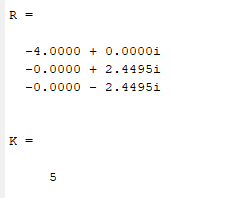 R =
-4.0000 + 0.0000i
-0.0000 + 2.4495i
-0.0000 - 2.4495i
K =
5